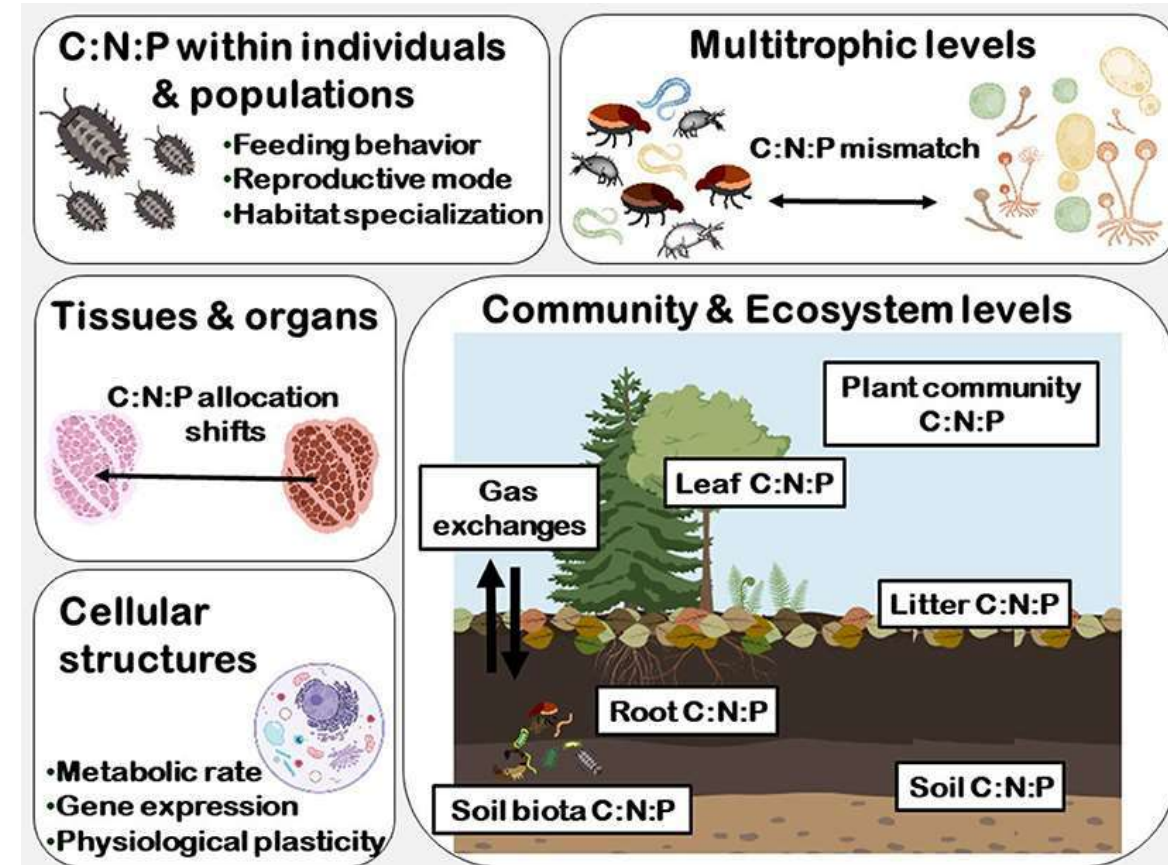 C:N:P within individuals
& populations
•Feeding behavior
•Reproductive mode
•Habitat specialization
Multitrophic levels
C:N:P mismatch
Tissues & organs
C:N:P allocation
shifts
Cellular
structures
•Metabolic rate
•Gene expression
•Physiological plasticity
Community & Ecosystem levels
Plant community
C:N:P
Leaf C:N:P
Gas
exchanges
Litter C:N:P
Root C:N:P
Soil C:N:P
Soil biota C:N:P